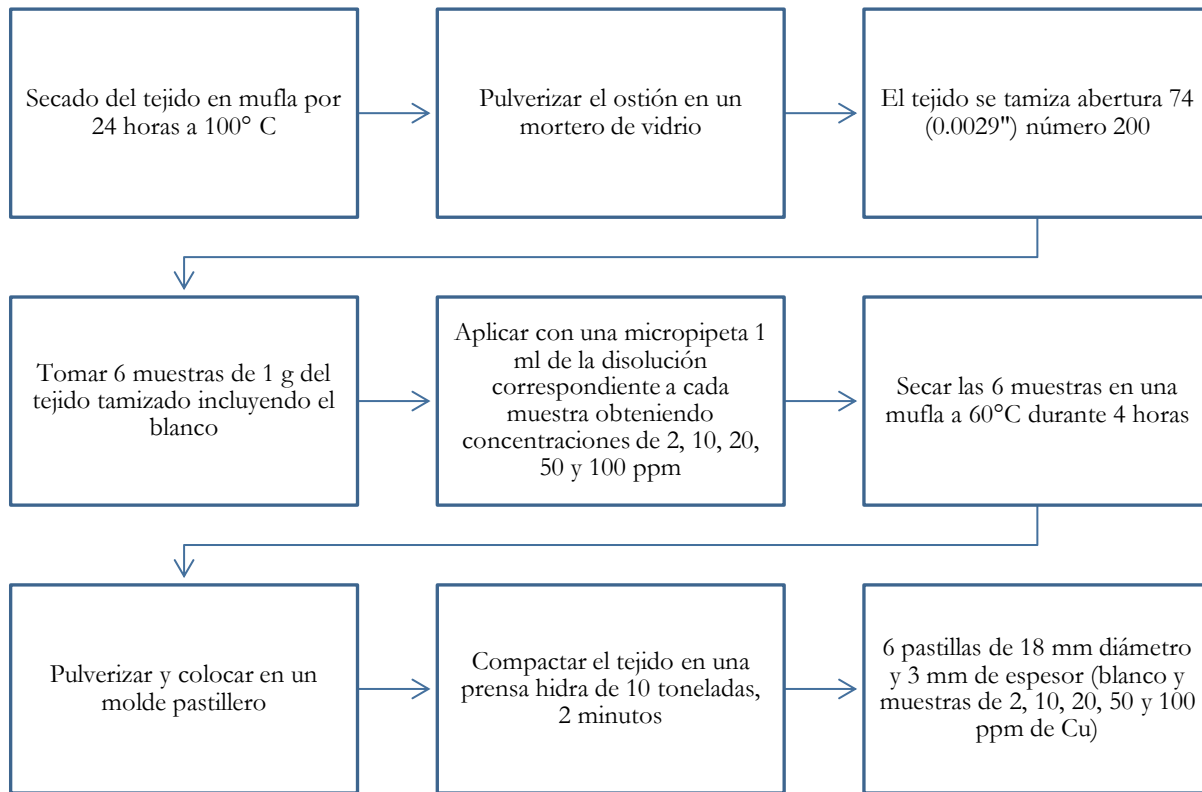 Secado del tejido en mufla por
24 horas a 100° C
Pulverizar el ostión en un
mortero de vidrio
El tejido se tamiza abertura 74
(0.0029") número 200
Tomar 6 muestras de 1 g del
tejido tamizado incluyendo el
blanco
Aplicar con una micropipeta 1
ml de la disolución
correspondiente a cada
muestra obteniendo
concentraciones de 2, 10, 20,
50 y 100 ppm
Secar las 6 muestras en una
mufla a 60°C durante 4 horas
Pulverizar y colocar en un
molde pastillero
Compactar el tejido en una
prensa hidra de 10 toneladas,
2 minutos
6 pastillas de 18 mm diámetro
y 3 mm de espesor (blanco y
muestras de 2, 10, 20, 50 y 100
ppm de Cu)